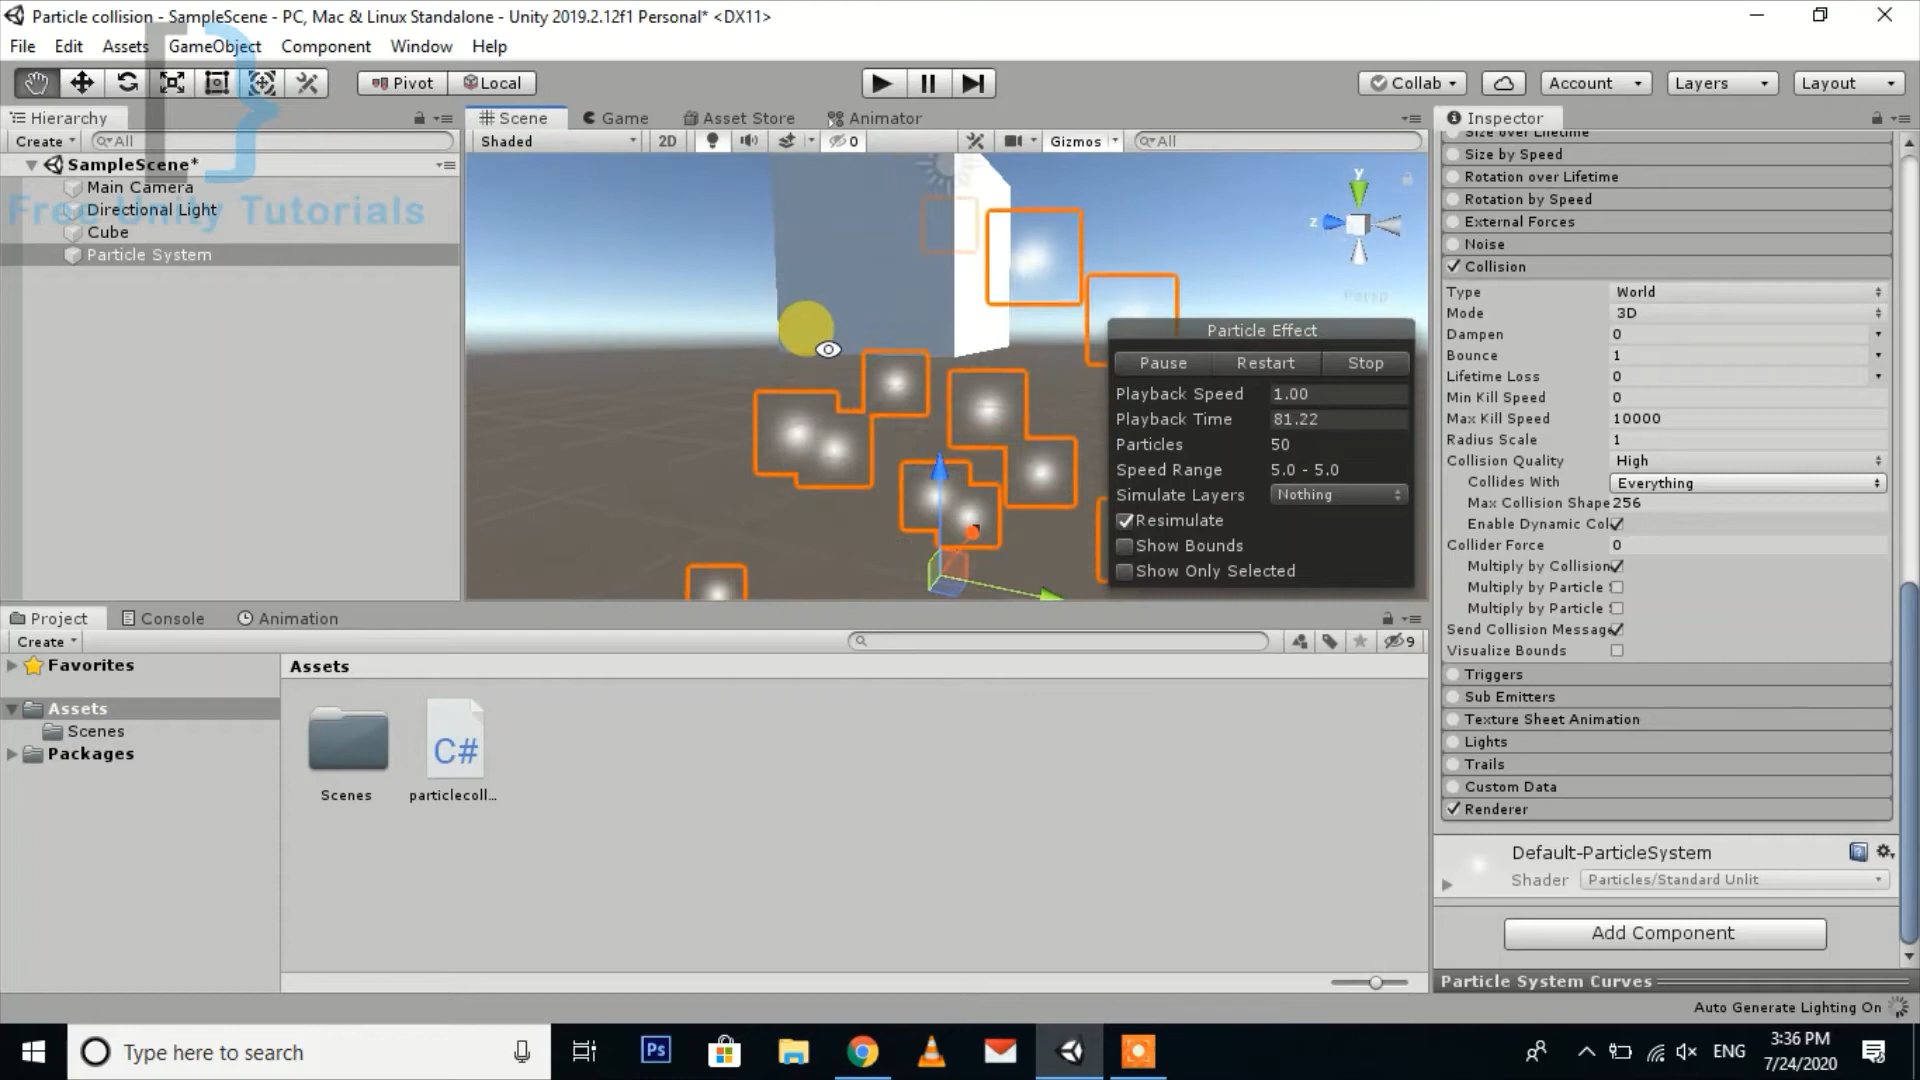 Particle collision - SampleScene - PC, Mac & Linux Standalone - Unity 2019.2.12f1 Personal* <DX11>
File Edit Assets GameObject Component Window Help
Pivot Local Collab Account Layers Layout
Hierarchy
Create All
SampleScene*
Main Camera
Directional Light
Cube
Particle System
Free Unity Tutorials
Scene Game Asset Store Animator
Shaded 2D 0 Gizmos All
y
z
Persp
Particle Effect
Pause Restart Stop
Playback Speed 1.00
Playback Time 81.22
Particles 50
Speed Range 5.0 - 5.0
Simulate Layers Nothing
Resimulate
Show Bounds
Show Only Selected
Inspector
Size over Lifetime
Size by Speed
Rotation over Lifetime
Rotation by Speed
External Forces
Noise
Collision
Type World
Mode 3D
Dampen 0
Bounce 1
Lifetime Loss 0
Min Kill Speed 0
Max Kill Speed 10000
Radius Scale 1
Collision Quality High
Collides With Everything
Max Collision Shape 256
Enable Dynamic Col
Collider Force 0
Multiply by Collision
Multiply by Particle
Multiply by Particle
Send Collision Messag
Visualize Bounds
Triggers
Sub Emitters
Texture Sheet Animation
Lights
Trails
Custom Data
Renderer
Default-ParticleSystem
Shader Particles/Standard Unlit
Add Component
Particle System Curves
Auto Generate Lighting On
Project Console Animation
Create 9
Favorites
Assets
Scenes
Packages
Assets
C#
Scenes particlecoll...
Type here to search
Ps
ENG
3:36 PM
7/24/2020